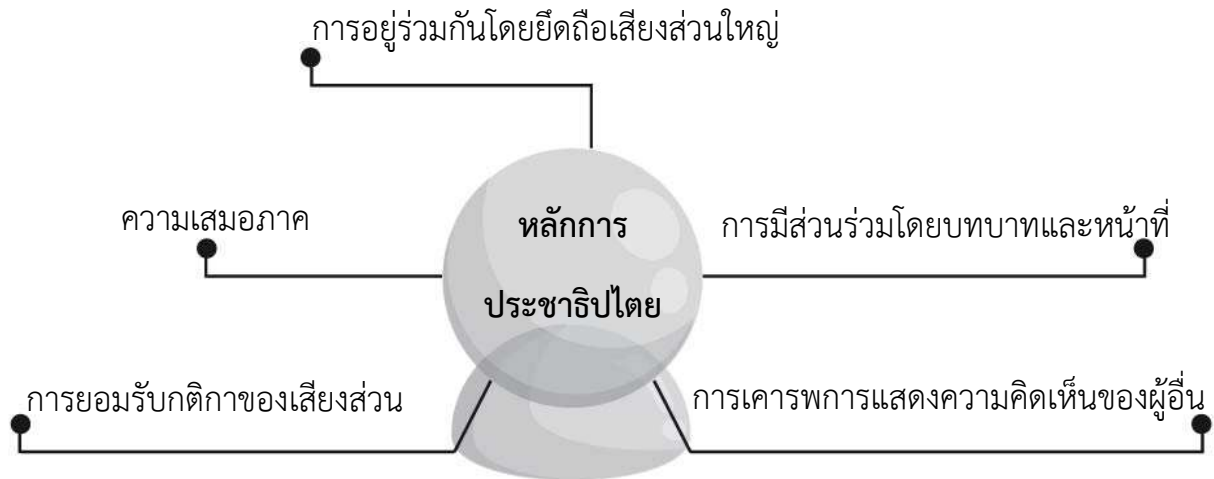 การอยู่ร่วมกันโดยยึดถือเสียงส่วนใหญ่
ความเสมอภาค
หลักการ
ประชาธิปไตย
การมีส่วนร่วมโดยบทบาทและหน้าที่
การยอมรับกติกาของเสียงส่วน
การเคารพการแสดงความคิดเห็นของผู้อื่น